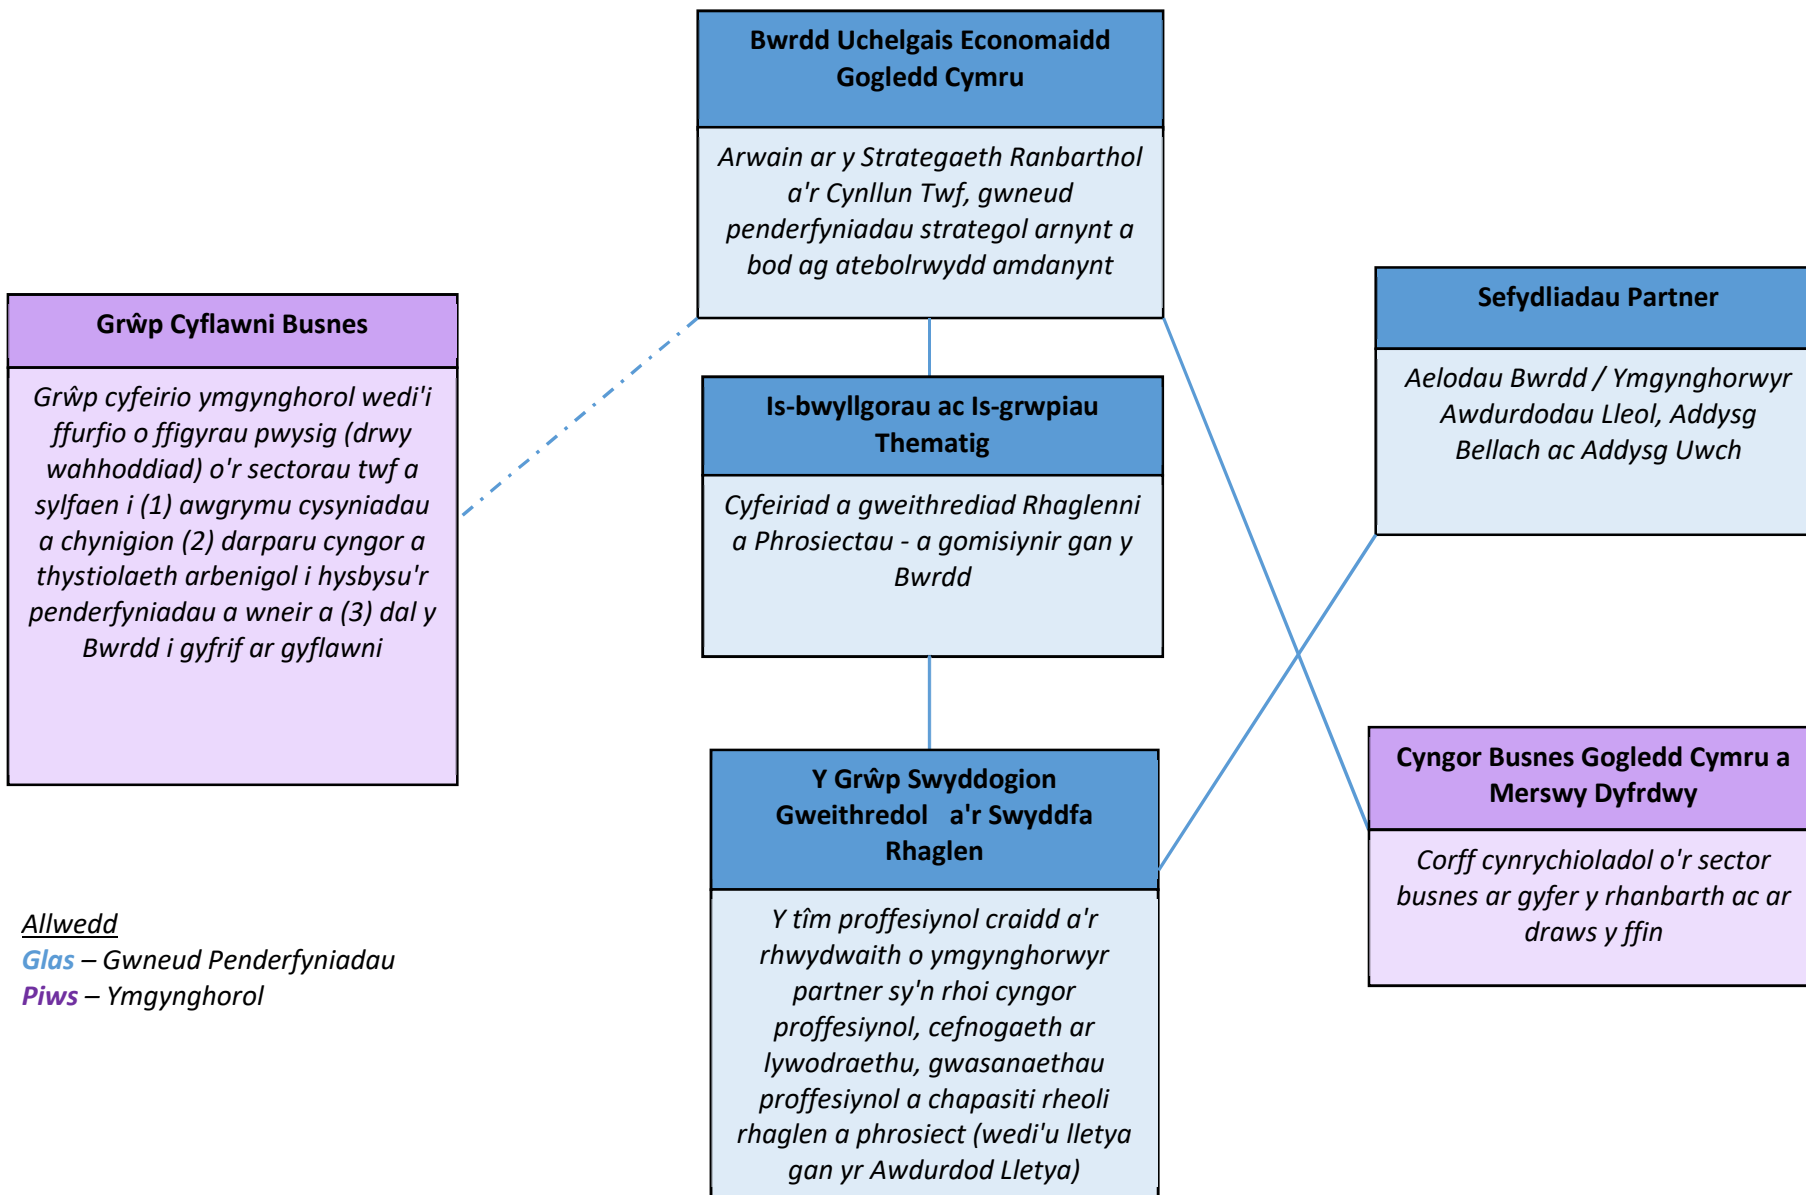 Bwrdd Uchelgais Economaidd
Gogledd Cymru
Arwain ar y Strategaeth Ranbarthol
a'r Cynllun Twf, gwneud
penderfyniadau strategol arnynt a
bod ag atebolrwydd amdanynt
Grŵp Cyflawni Busnes
Grŵp cyfeirio ymgynghorol wedi'i
ffurfio o ffigyrau pwysig (drwy
wahhoddiad) o'r sectorau twf a
sylfaen i (1) awgrymu cysyniadau
a chynigion (2) darparu cyngor a
thystiolaeth arbenigol i hysbysu'r
penderfyniadau a wneir a (3) dal y
Bwrdd i gyfrif ar gyflawni
Is-bwyllgorau ac Is-grwpiau
Thematig
Cyfeiriad a gweithrediad Rhaglenni
a Phrosiectau - a gomisiynir gan y
Bwrdd
Sefydliadau Partner
Aelodau Bwrdd / Ymgynghorwyr
Awdurdodau Lleol, Addysg
Bellach ac Addysg Uwch
Y Grŵp Swyddogion
Gweithredol a'r Swyddfa
Rhaglen
Y tîm proffesiynol craidd a'r
rhwydwaith o ymgynghorwyr
partner sy'n rhoi cyngor
proffesiynol, cefnogaeth ar
lywodraethu, gwasanaethau
proffesiynol a chapasiti rheoli
rhaglen a phrosiect (wedi'u lletya
gan yr Awdurdod Lletya)
Cyngor Busnes Gogledd Cymru a
Merswy Dyfrdwy
Corff cynrychioladol o'r sector
busnes ar gyfer y rhanbarth ac ar
draws y ffin
Allwedd
Glas – Gwneud Penderfyniadau
Piws – Ymgynghorol